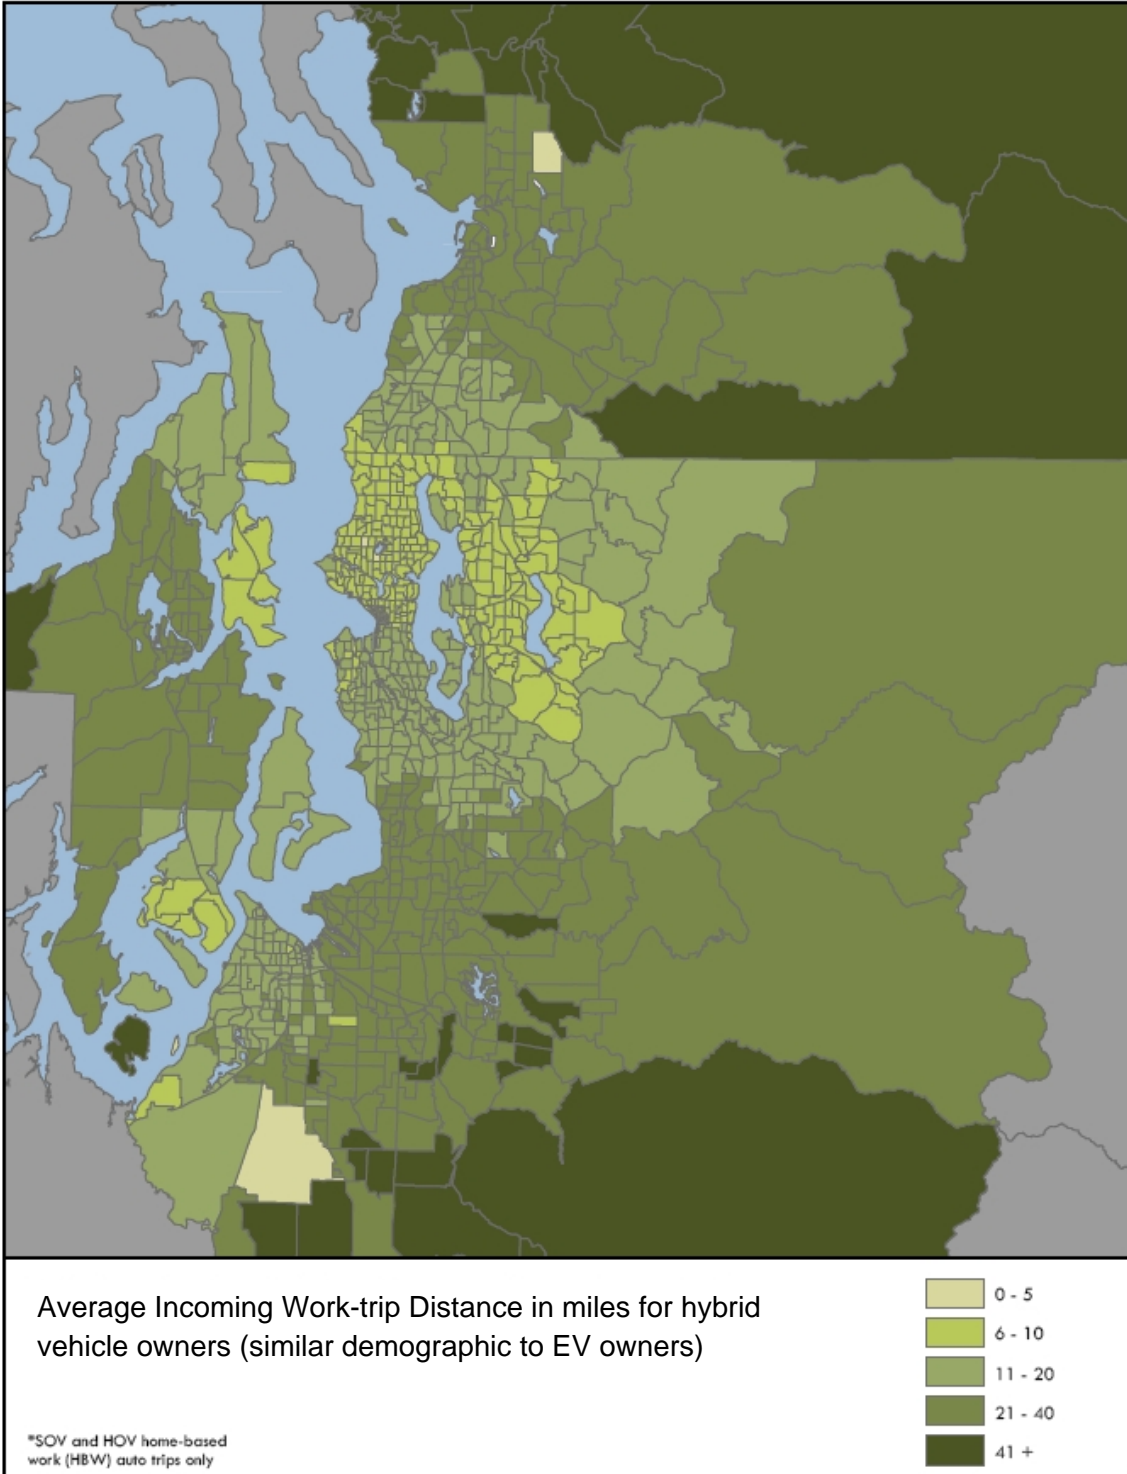 Average Incoming Work-trip Distance in miles for hybrid
vehicle owners (similar demographic to EV owners)
*SOV and HOV home-based
work (HBW) auto trips only
0 - 5
6 - 10
11 - 20
21 - 40
41 +